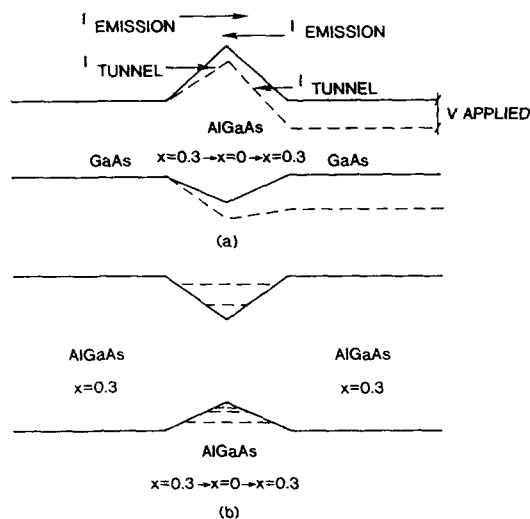 I EMISSION
I EMISSION
I TUNNEL
I TUNNEL
V APPLIED
AlGaAs
GaAs
x=0.3→x=0→x=0.3
GaAs
(a)
AlGaAs
x=0.3
AlGaAs
x=0.3
AlGaAs
x=0.3→x=0→x=0.3
(b)